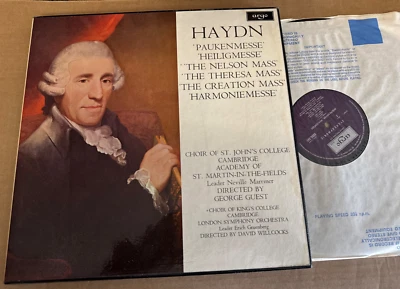 argo
HAYDN
'PAUKENMESSE'
'HEILIGMESSE'
'THE NELSON MASS'
'THE THERESA MASS'
'THE CREATION MASS'
'HARMONIEMESSE'
CHOIR OF ST. JOHN'S COLLEGE
CAMBRIDGE
ACADEMY OF
ST. MARTIN-IN-THE-FIELDS
Leader Neville Marriner
DIRECTED BY
GEORGE GUEST
CHOIR OF KING'S COLLEGE
CAMBRIDGE
LONDON SYMPHONY ORCHESTRA
Leader Erich Gruenberg
DIRECTED BY DAVID WILLCOCKS
argo